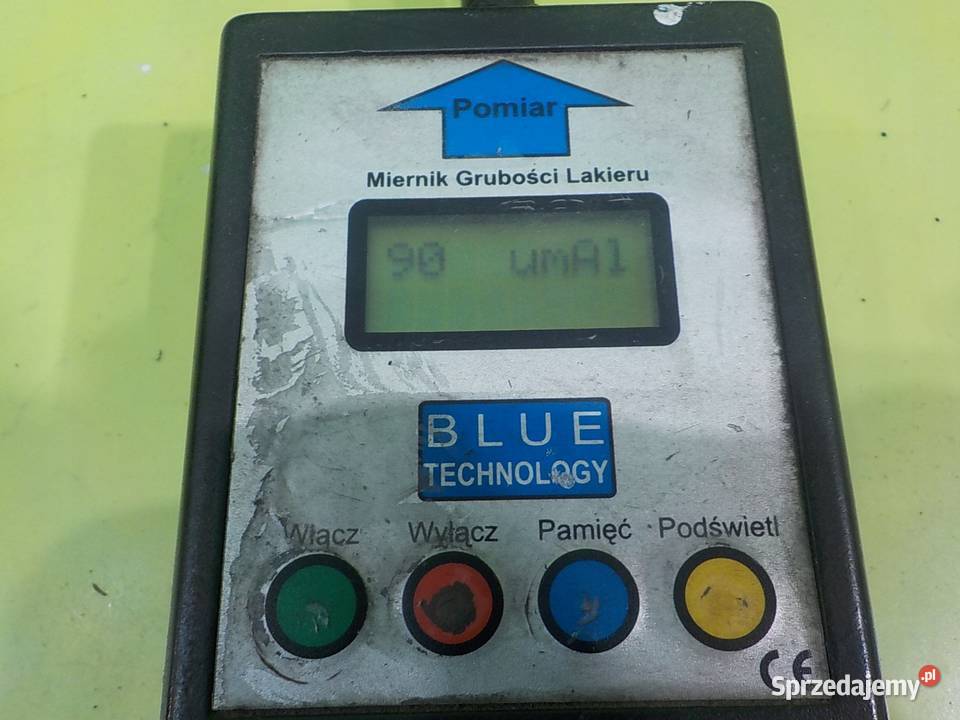 Pomiar
Miernik Grubości Lakieru
90 umAl
BLUE
TECHNOLOGY
Włącz Wyłącz Pamięć Podświetl
CE
Sprzedajemy.pl